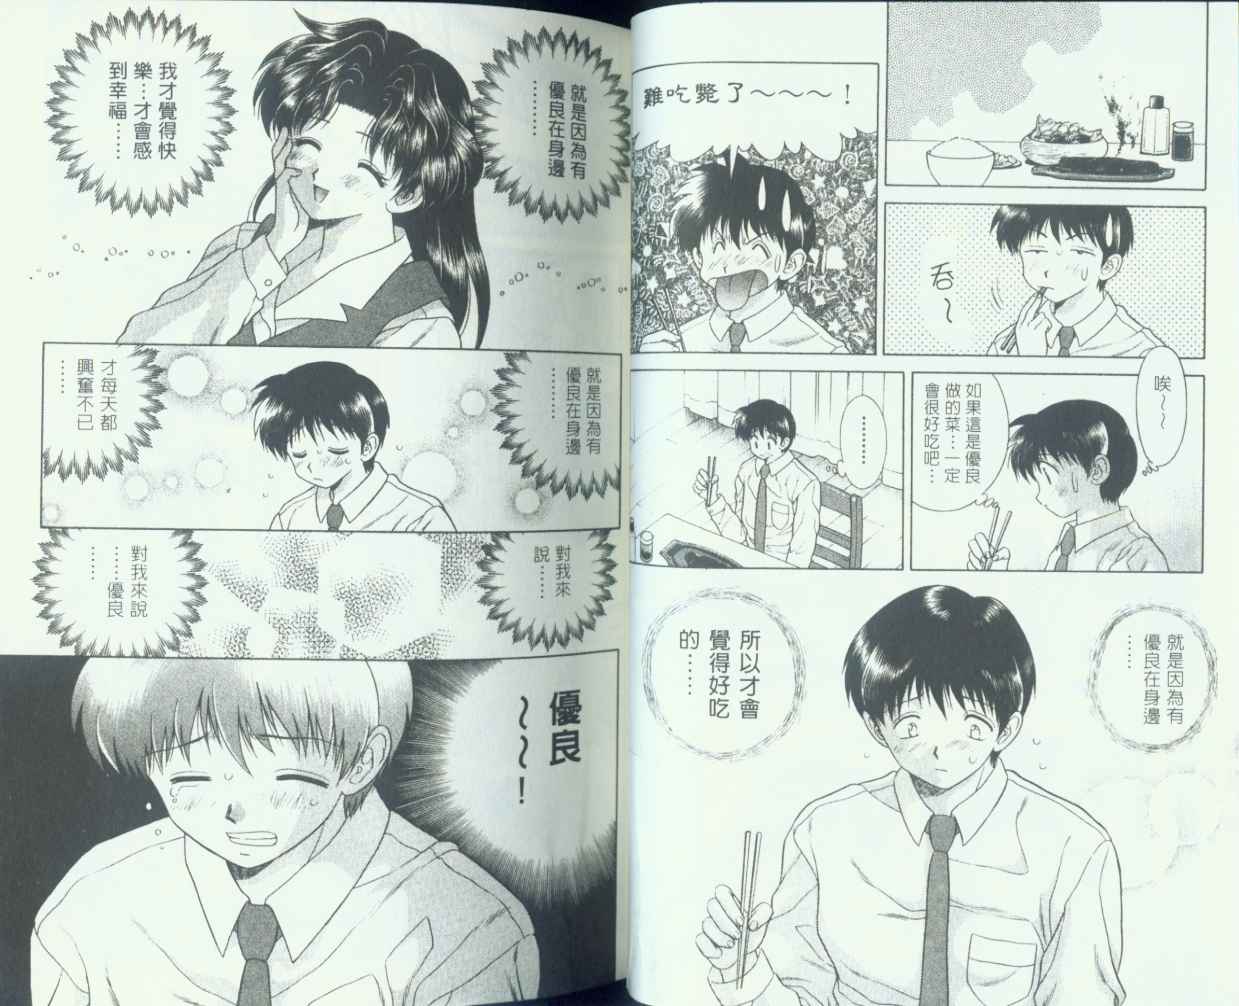 吞～
難吃斃了～～～！
唉～～
如果這是優良
做的菜…一定
會很好吃吧…
………
就是因為有
優良在身邊
……
所以才會
覺得好吃
的……
就是因為有
優良在身邊
………
我才覺得快
樂…才會感
到幸福……
就是因為有
優良在身邊
………
才每天都
興奮不已
……
對我來
說……
對我來說
……優良
……
優良
～～！